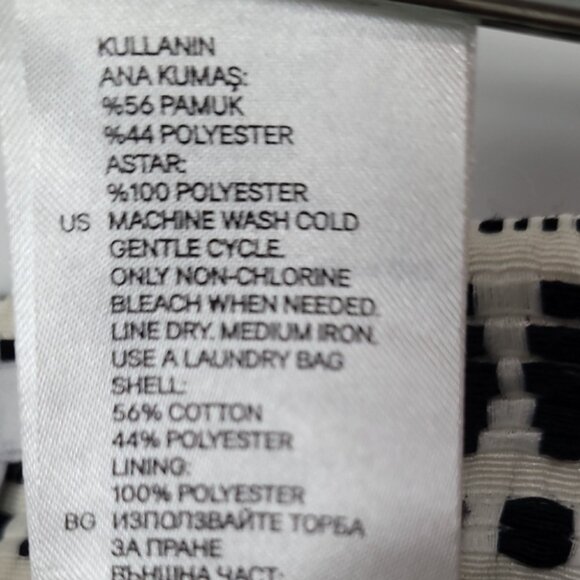 KULLANIN
ANA KUMAŞ:
%56 PAMUK
%44 POLYESTER
ASTAR:
%100 POLYESTER
US MACHINE WASH COLD
GENTLE CYCLE.
ONLY NON-CHLORINE
BLEACH WHEN NEEDED.
LINE DRY. MEDIUM IRON.
USE A LAUNDRY BAG
SHELL:
56% COTTON
44% POLYESTER
LINING:
100% POLYESTER
BG ИЗПОЛЗВАЙТЕ ТОРБА
ЗА ПРАНЕ
ВЪНШНА ЧАСТ: